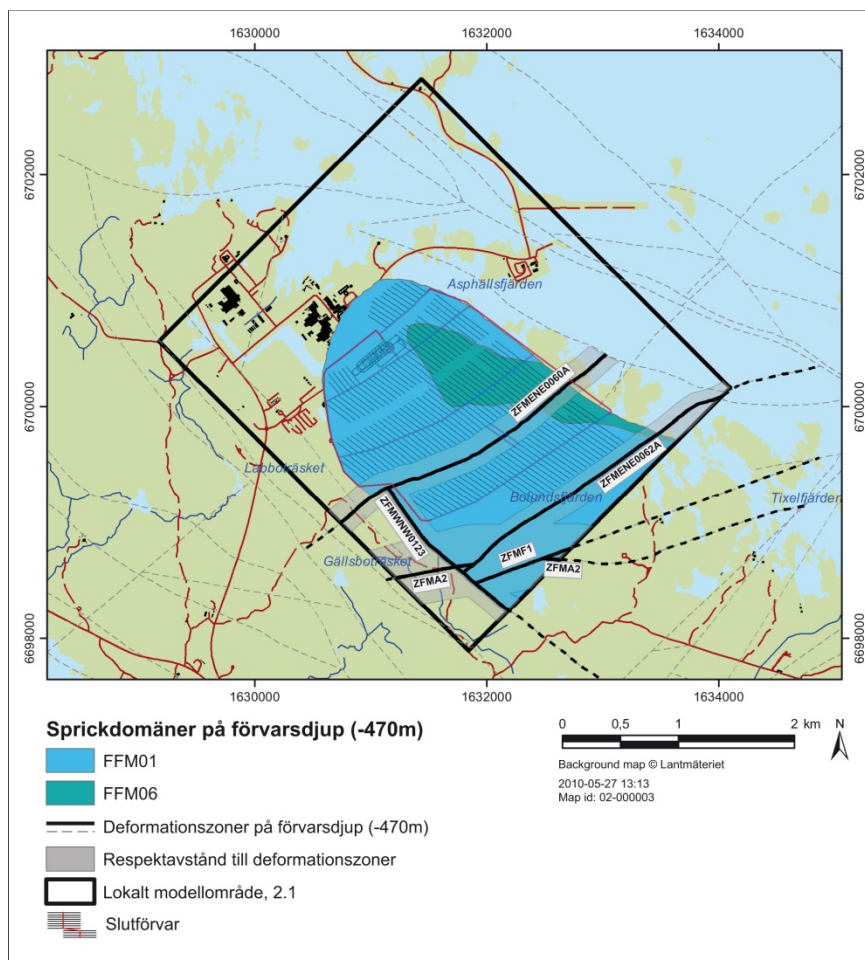 1630000 1632000 1634000
6702000 6702000
Asphällsfjärden
ZFMENE0060A
6700000 6700000
ZFMENE0062A
Labboträsket
Bolundsfjärden
Tixelfjärden
ZFMWNW0123
ZFMF1
Gällsboträsket
ZFMA2
ZFMA2
6698000 6698000
1630000 1632000 1634000
Sprickdomäner på förvarsdjup (-470m)
FFM01
FFM06
Deformationszoner på förvarsdjup (-470m)
Respektavstånd till deformationszoner
Lokalt modellområde, 2.1
Slutförvar
0 0,5 1 2 km
N
Background map © Lantmäteriet
2010-05-27 13:13
Map id: 02-000003